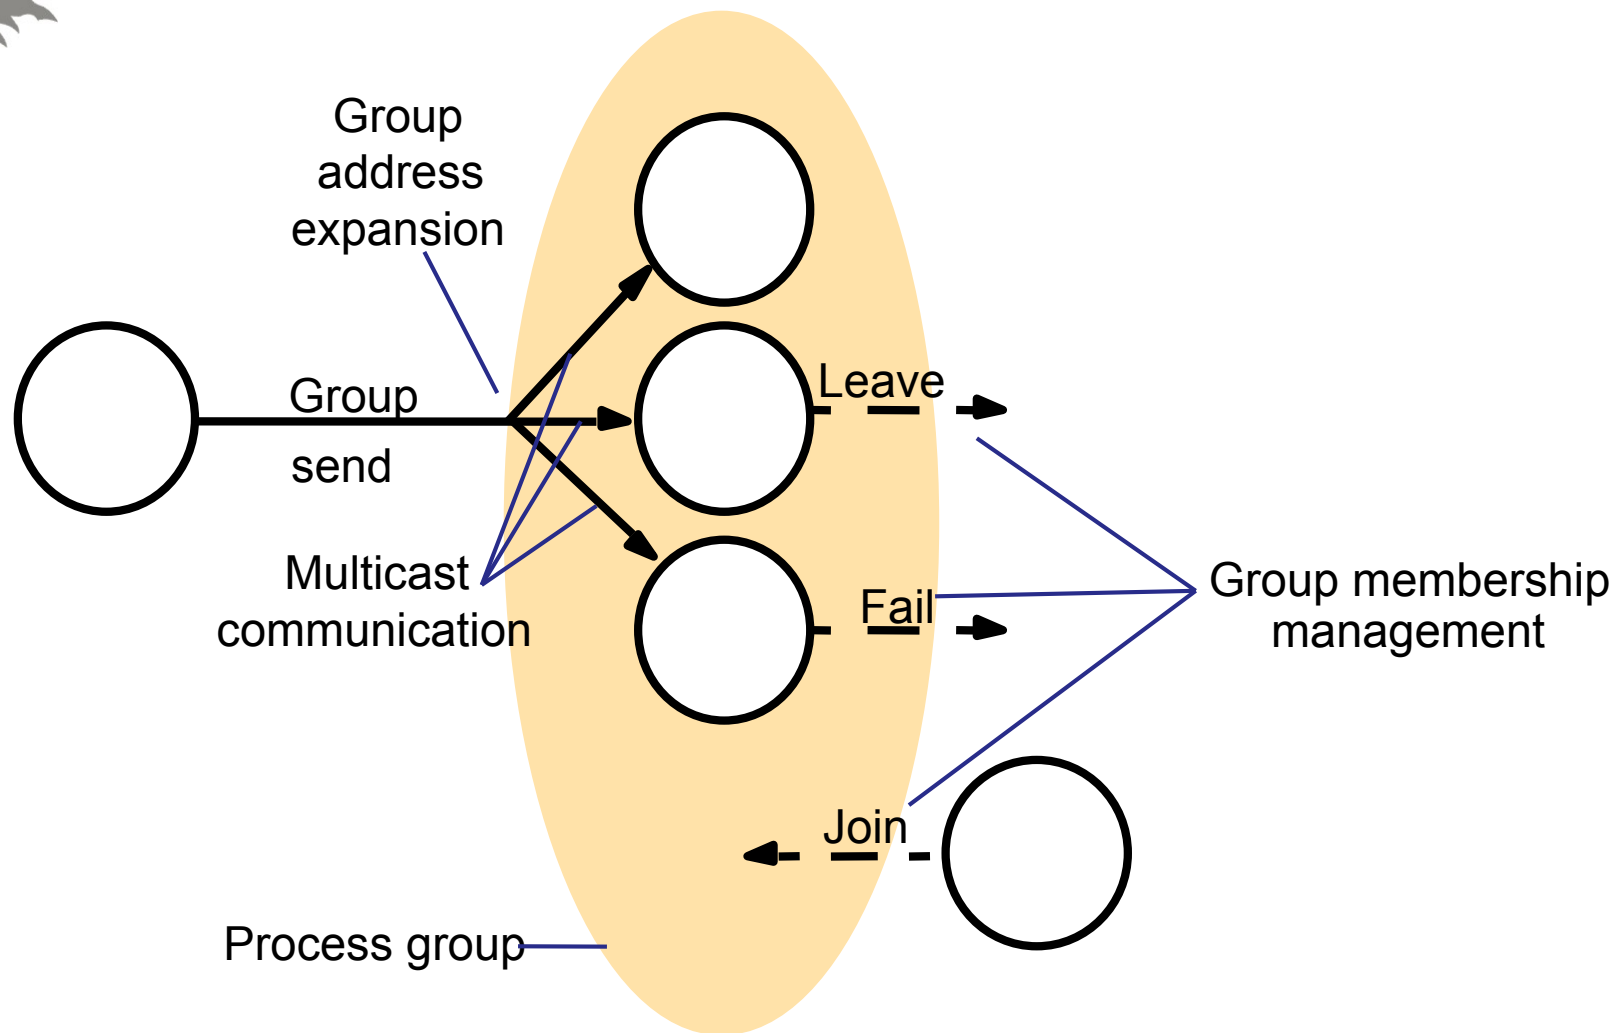 Group
address
expansion
Group
send
Multicast
communication
Process group
Leave
Fail
Join
Group membership
management